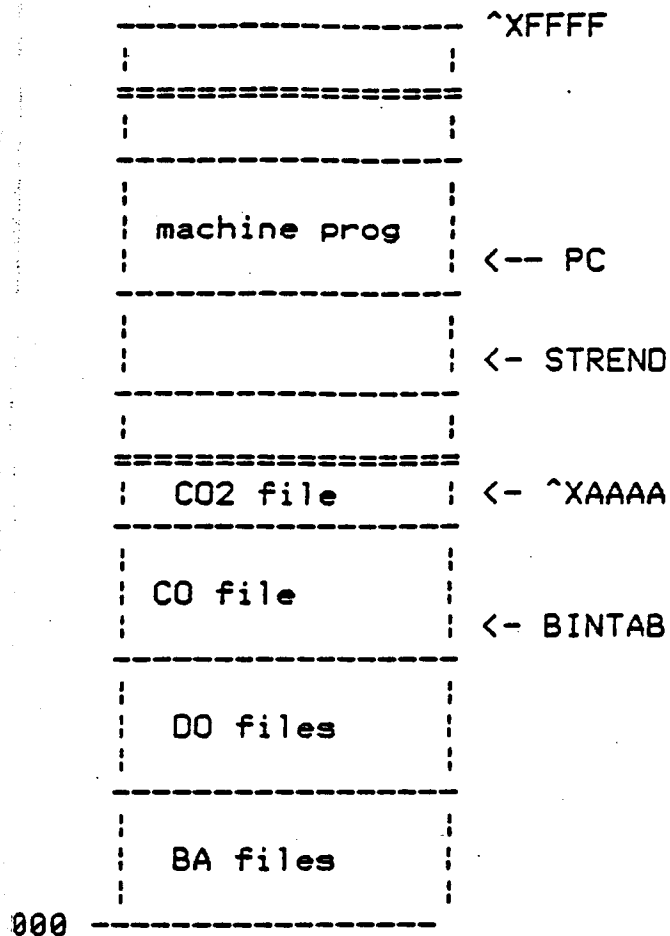 ^XFFFF
machine prog
<-- PC
<- STREND
CO2 file <- ^XAAAA
CO file
<- BINTAB
DO files
BA files
000